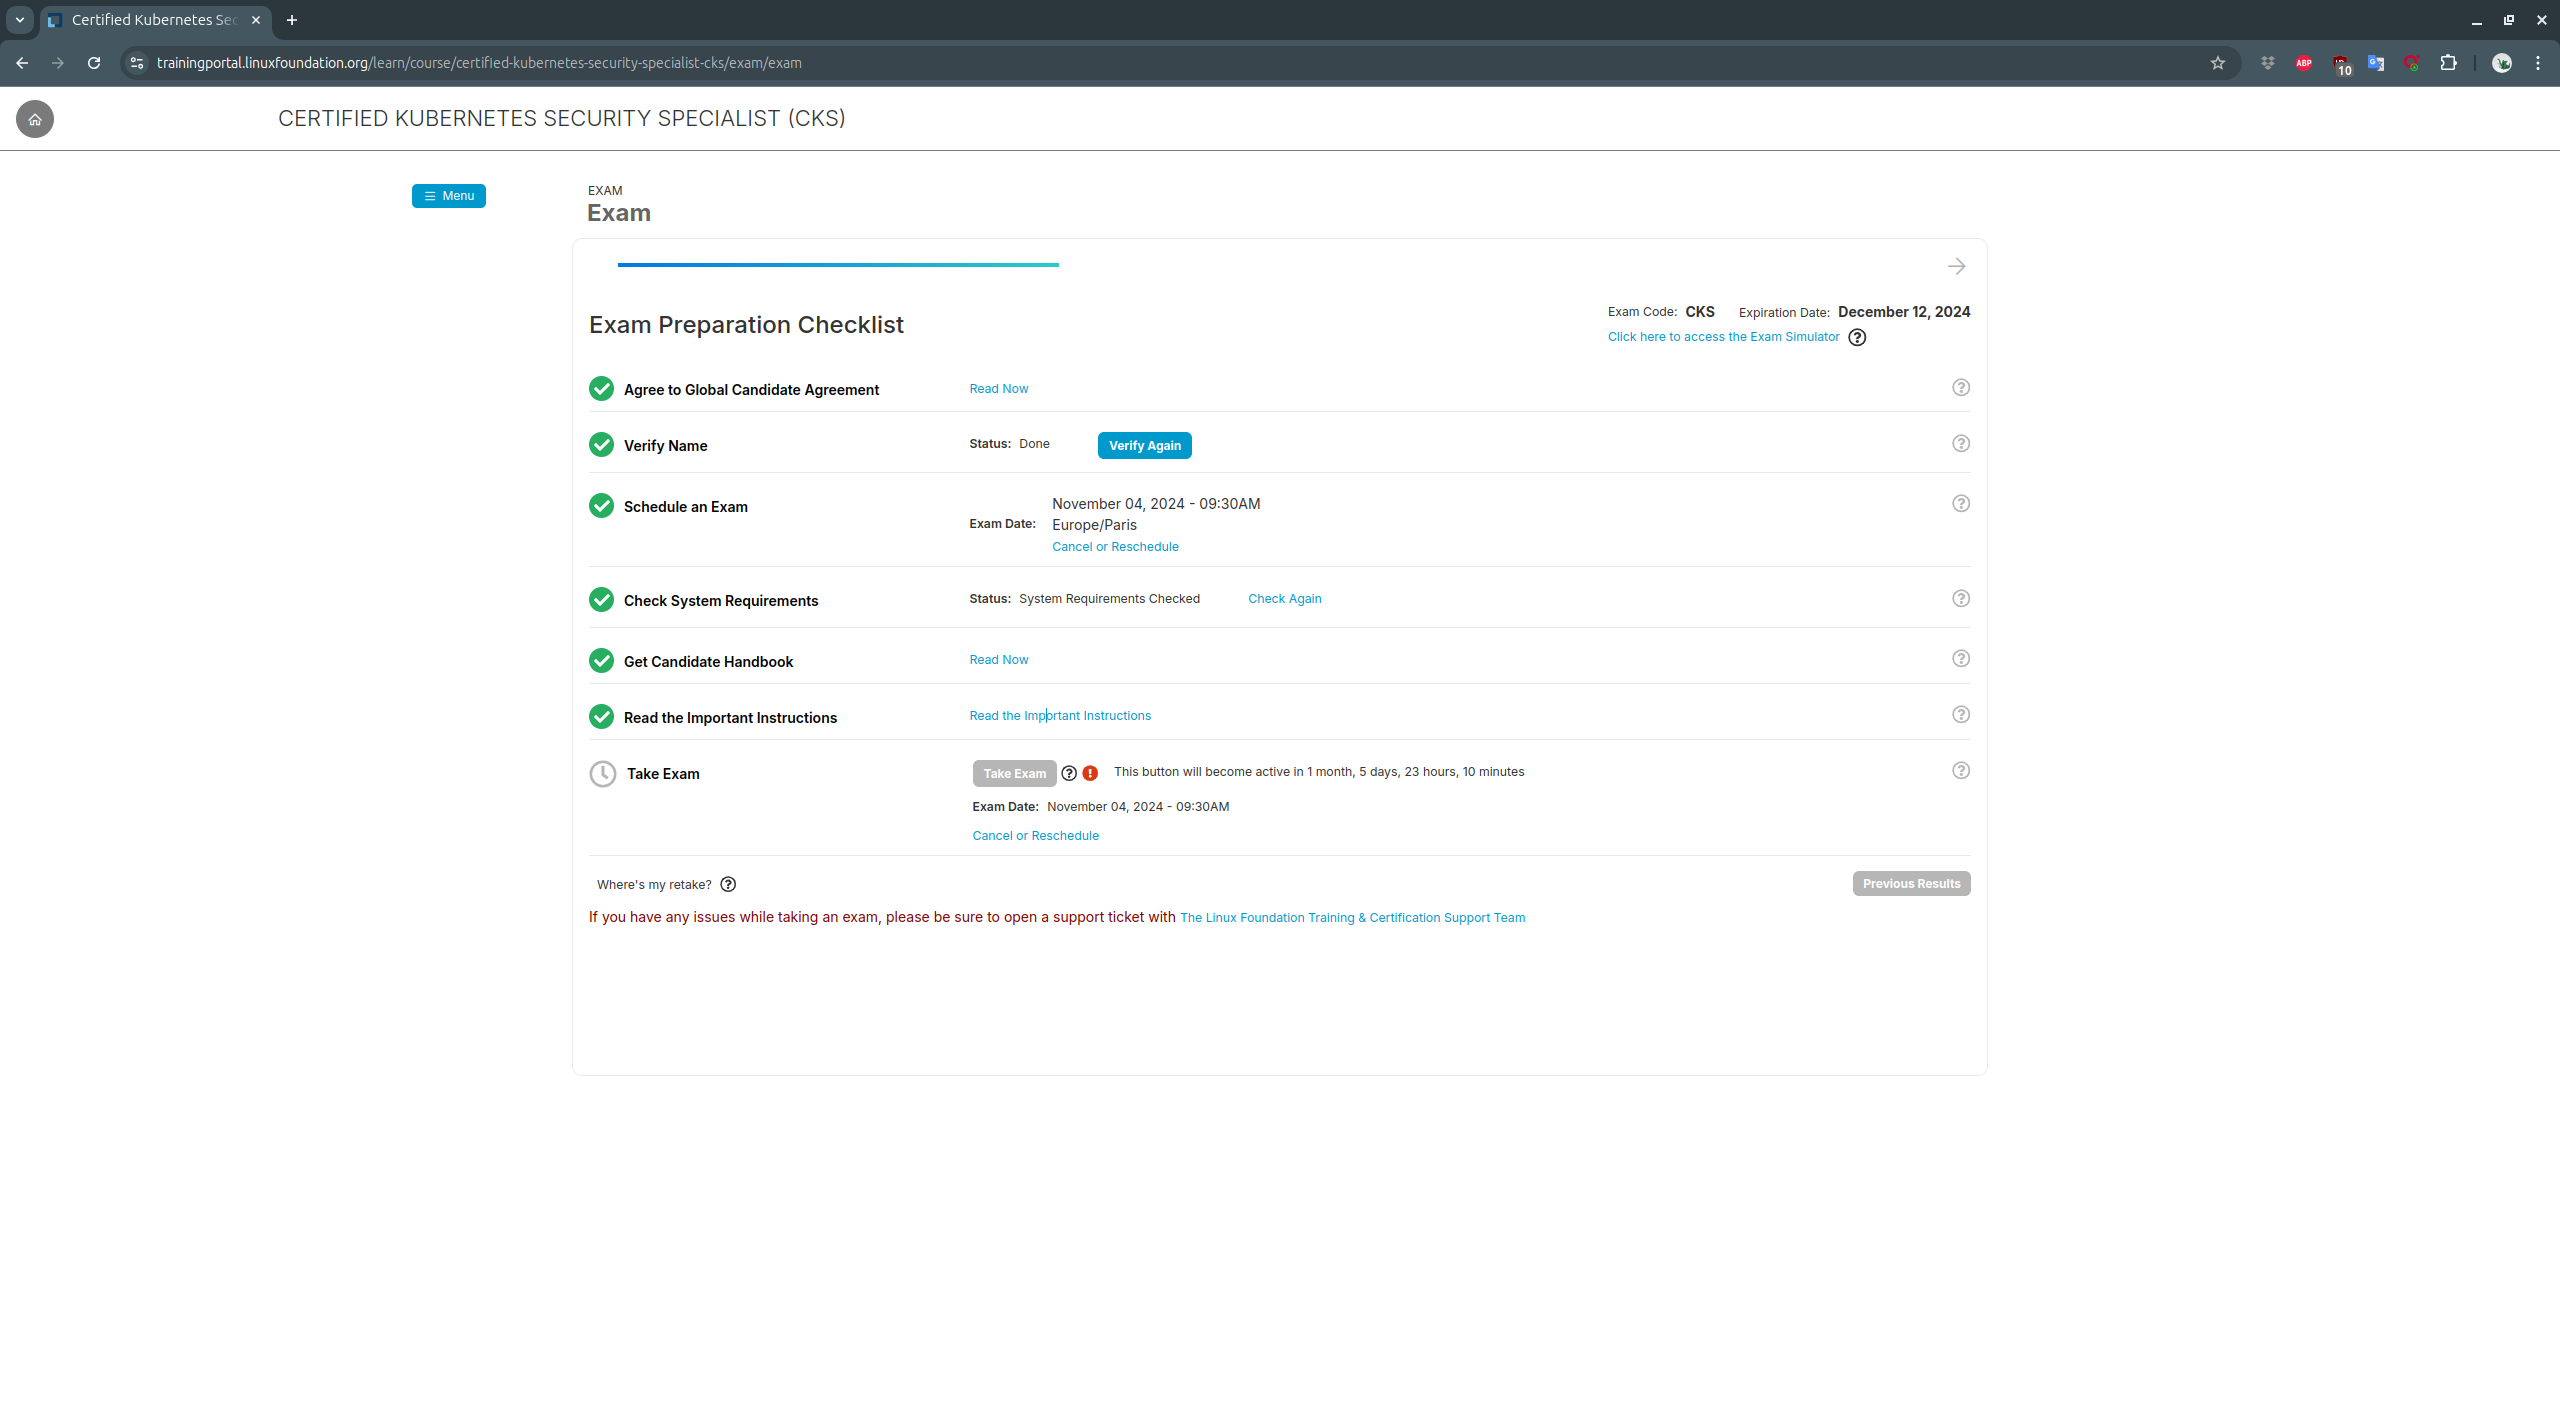 Certified Kubernetes Sec
trainingportal.linuxfoundation.org/learn/course/certified-kubernetes-security-specialist-cks/exam/exam
ABP
10
CERTIFIED KUBERNETES SECURITY SPECIALIST (CKS)
Menu
EXAM
Exam
Exam Preparation Checklist
Exam Code: CKS Expiration Date: December 12, 2024
Click here to access the Exam Simulator
Agree to Global Candidate Agreement Read Now
Verify Name Status: Done Verify Again
Schedule an Exam Exam Date: November 04, 2024 - 09:30AM
Europe/Paris
Cancel or Reschedule
Check System Requirements Status: System Requirements Checked Check Again
Get Candidate Handbook Read Now
Read the Important Instructions Read the Important Instructions
Take Exam Take Exam This button will become active in 1 month, 5 days, 23 hours, 10 minutes
Exam Date: November 04, 2024 - 09:30AM
Cancel or Reschedule
Where's my retake? Previous Results
If you have any issues while taking an exam, please be sure to open a support ticket with The Linux Foundation Training & Certification Support Team